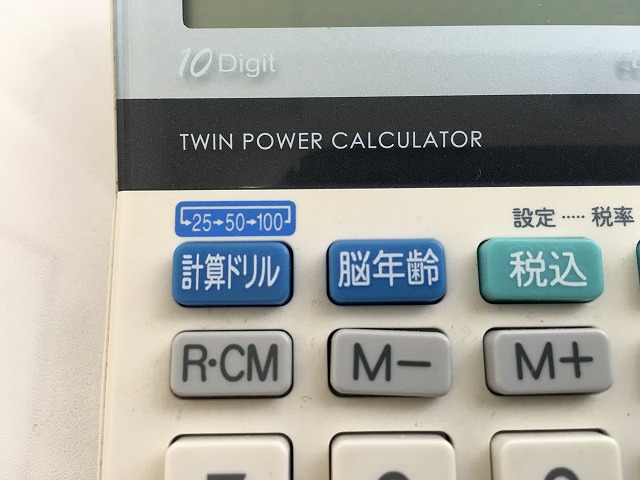 10 Digit
TWIN POWER CALCULATOR
25→50→100
設定 ····· 税率
計算ドリル 脳年齢 税込
R·CM M− M+